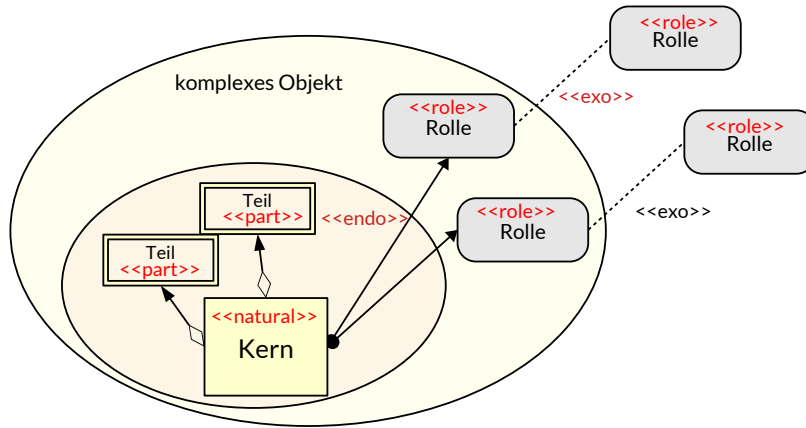 <<role>>
Rolle
komplexes Objekt
<<role>>
Rolle
<<exo>>
<<role>>
Rolle
Teil
<<part>>
<<endo>>
<<role>>
Rolle
<<exo>>
Teil
<<part>>
<<natural>>
Kern